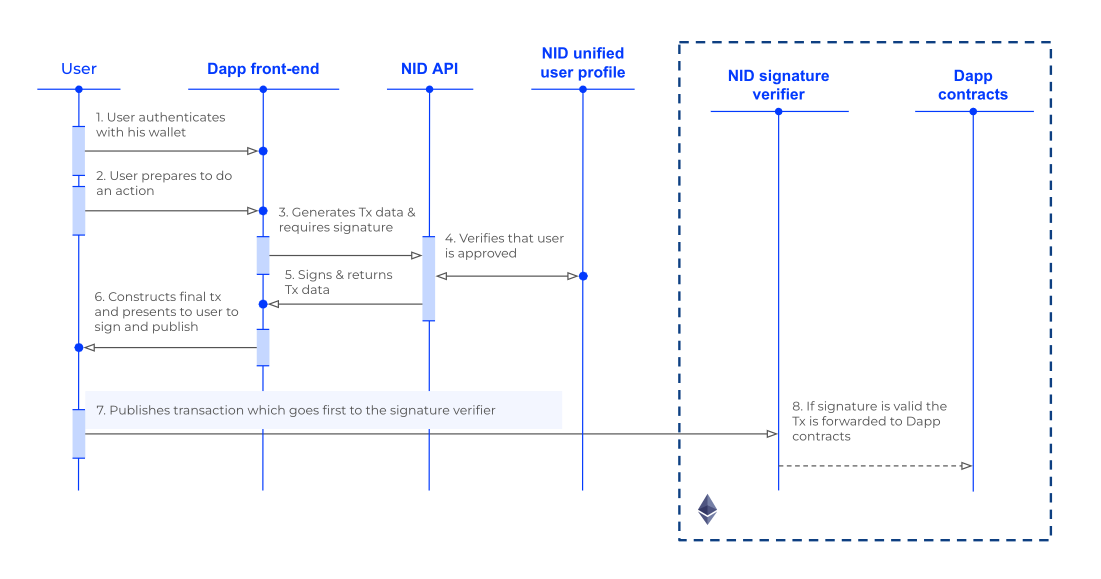 User
Dapp front-end
NID API
NID unified
user profile
NID signature
verifier
Dapp
contracts
1. User authenticates
with his wallet
2. User prepares to do
an action
3. Generates Tx data &
requires signature
4. Verifies that user
is approved
5. Signs & returns
Tx data
6. Constructs final tx
and presents to user to
sign and publish
7. Publishes transaction which goes first to the signature verifier
8. If signature is valid the
Tx is forwarded to Dapp
contracts